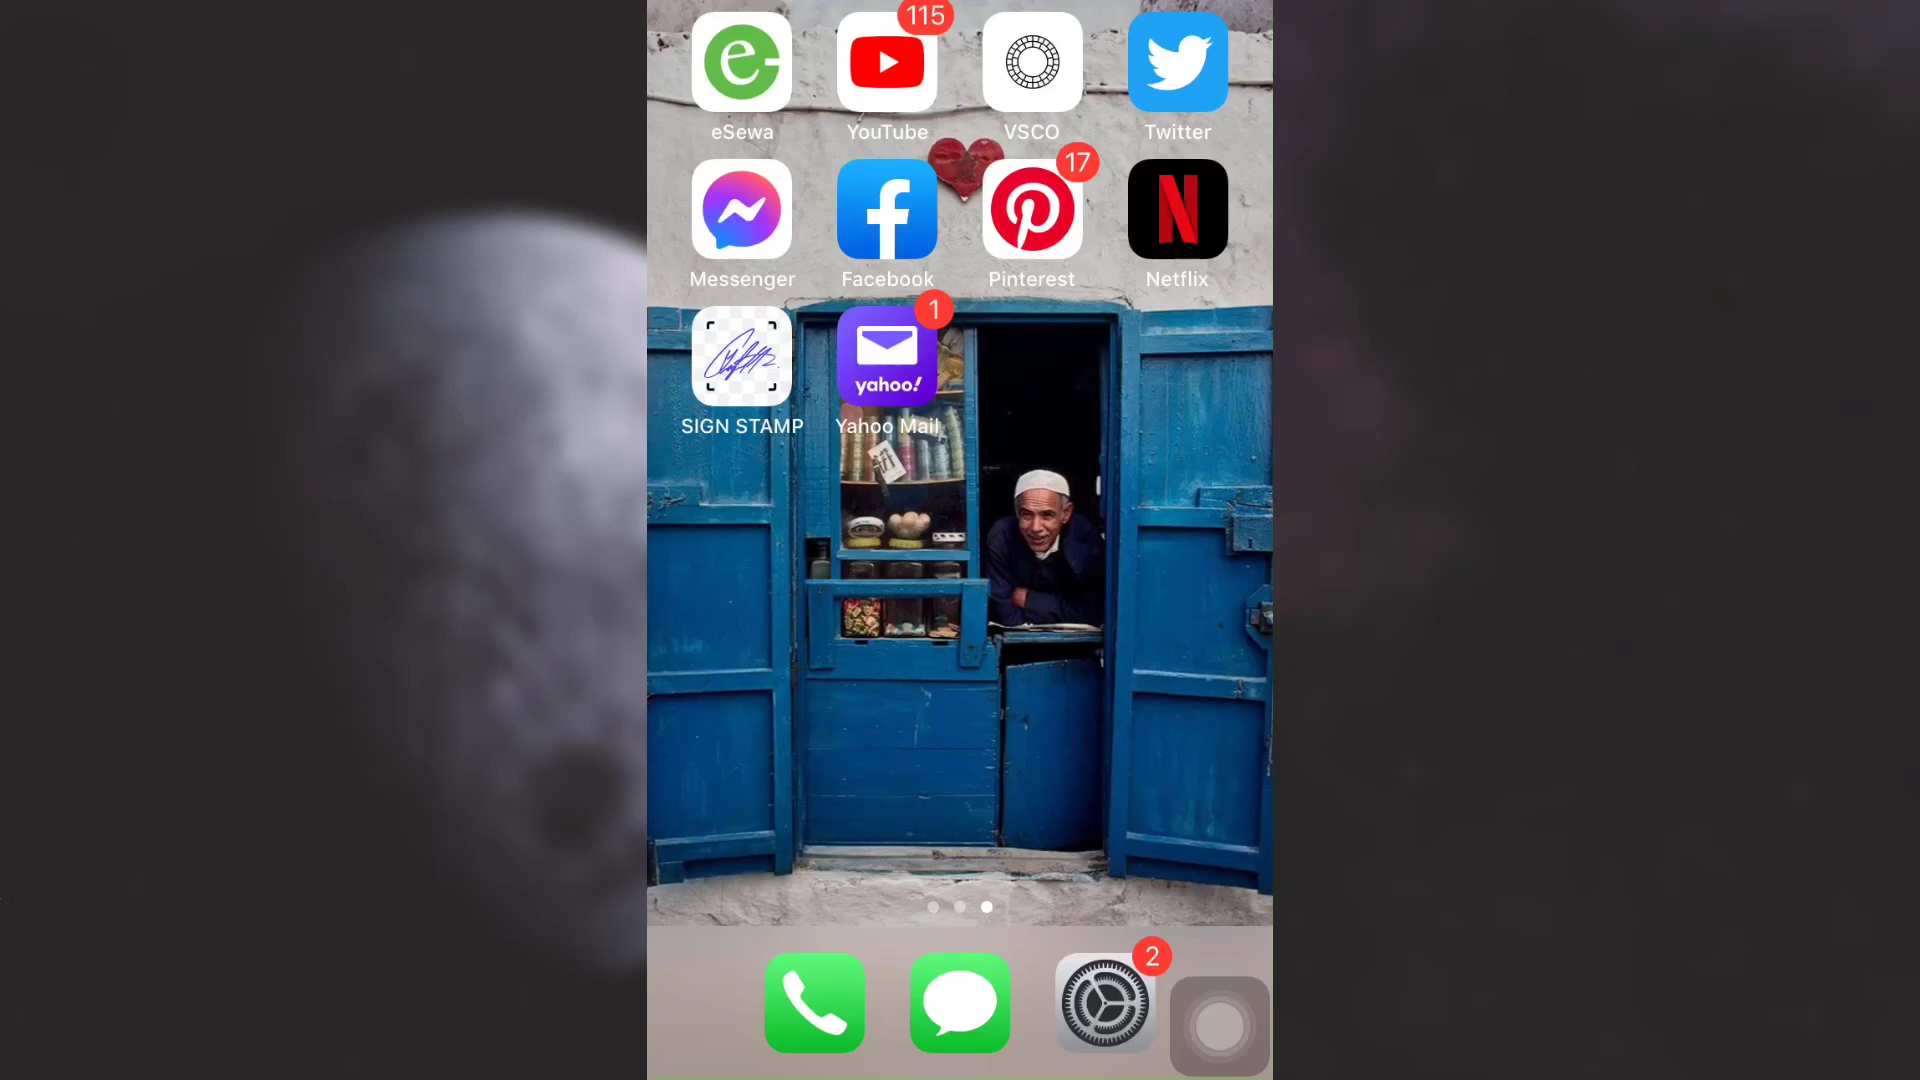 115
eSewa YouTube VSCO Twitter
17
Messenger Facebook Pinterest Netflix
1
yahoo!
SIGN STAMP Yahoo Mail
2